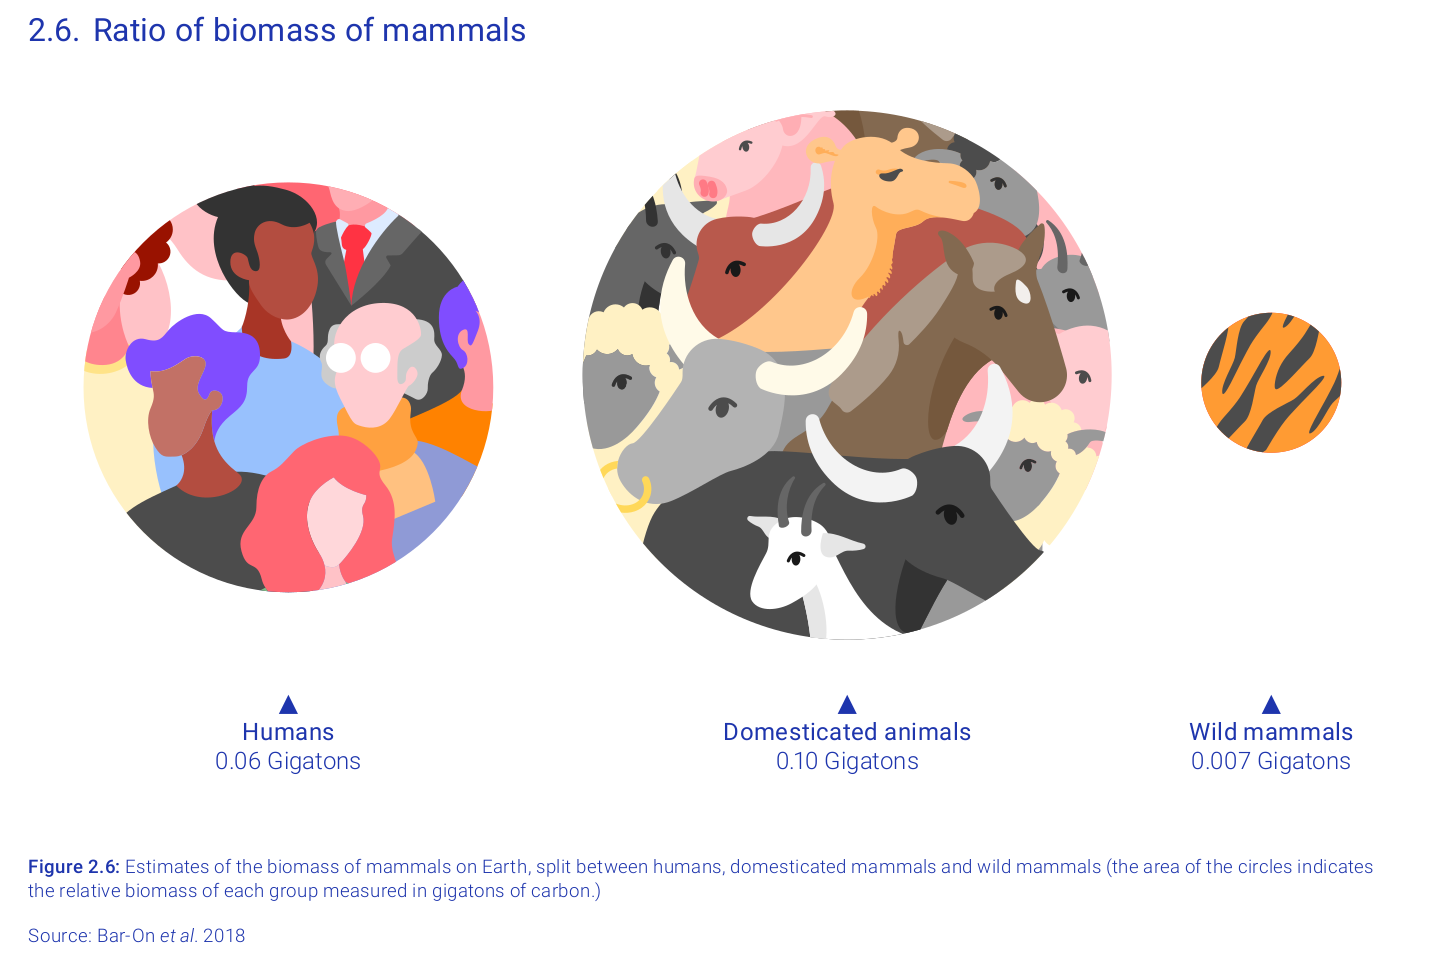 2.6. Ratio of biomass of mammals
Humans
0.06 Gigatons
Domesticated animals
0.10 Gigatons
Wild mammals
0.007 Gigatons
Figure 2.6: Estimates of the biomass of mammals on Earth, split between humans, domesticated mammals and wild mammals (the area of the circles indicates
the relative biomass of each group measured in gigatons of carbon.)
Source: Bar-On et al. 2018